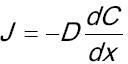 J = -D dC/dx